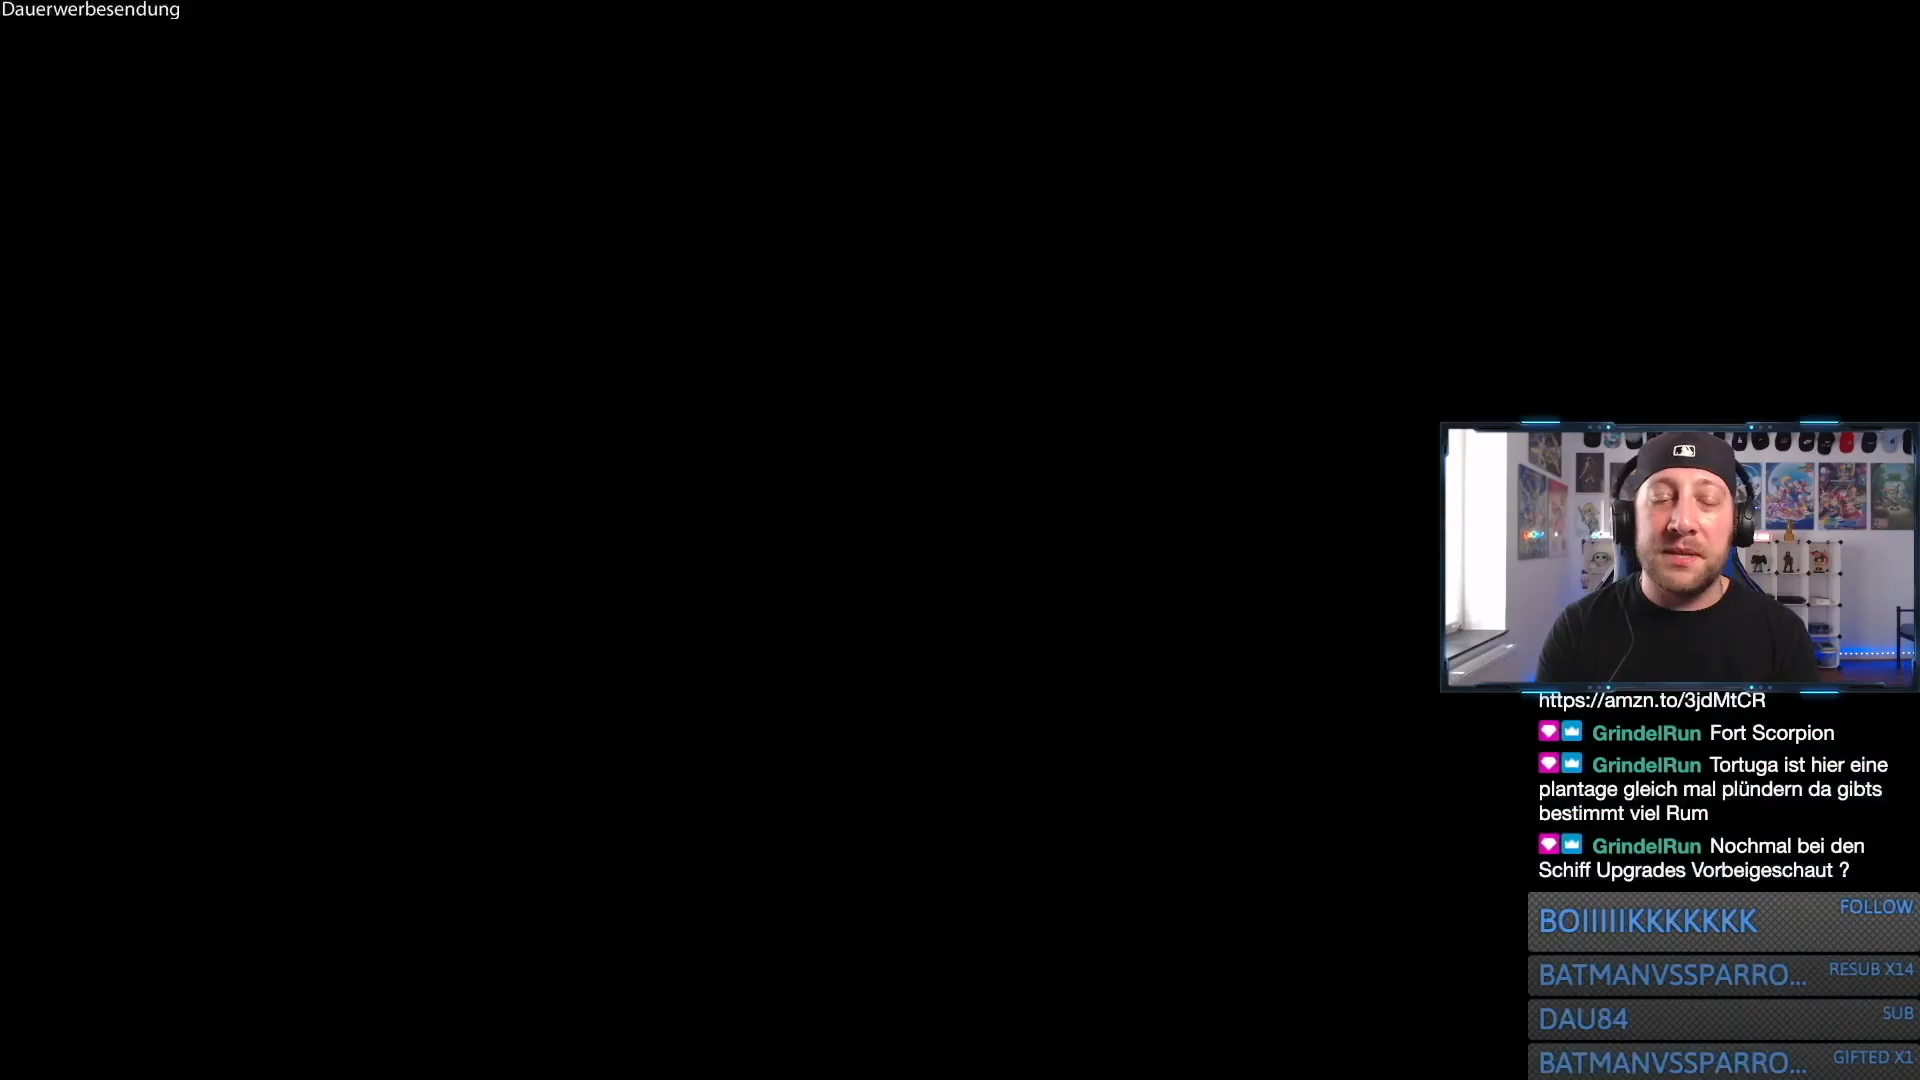 Dauerwerbesendung
https://amzn.to/3jdMtCR
GrindelRun Fort Scorpion
GrindelRun Tortuga ist hier eine
plantage gleich mal plündern da gibts
bestimmt viel Rum
GrindelRun Nochmal bei den
Schiff Upgrades Vorbeigeschaut ?
BOIIIIIKKKKKKK FOLLOW
BATMANVSSPARRO... RESUB X14
DAU84 SUB
BATMANVSSPARRO... GIFTED X1